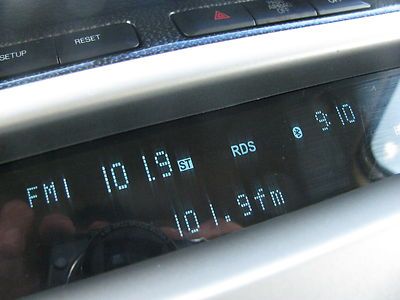 SETUP RESET
FM1 101.9 ST RDS 9:10
101.9fm